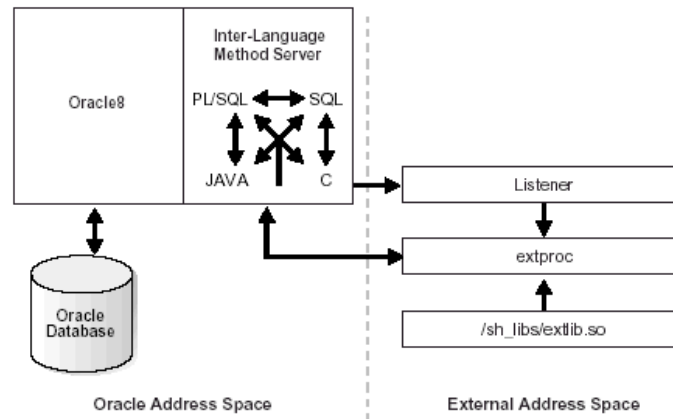 Inter-Language
Method Server
Oracle8
PL/SQL
SQL
JAVA
C
Listener
extproc
/sh_libs/extlib.so
Oracle
Database
Oracle Address Space
External Address Space